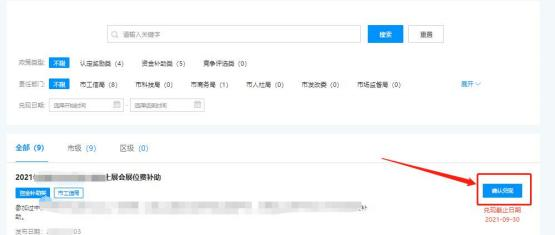 请输入关键字 搜索 重置
政策类型: 不限 认定奖励类（4） 资金补助类（5） 竞争评选类（0）
责任部门: 不限 市工信局（8） 市科技局（0） 市商务局（1） 市人社局（0） 市发改委（0） 市场监管局（0） 展开
兑现日期: 选择开始时间 - 选择结束时间
全部（9） 市级（9） 区级（0）
2021 上展会展位费补助
资金补助类 市工信局
确认兑现
参加过 补
助。
兑现截止日期
2021-09-30
发布日期: 03